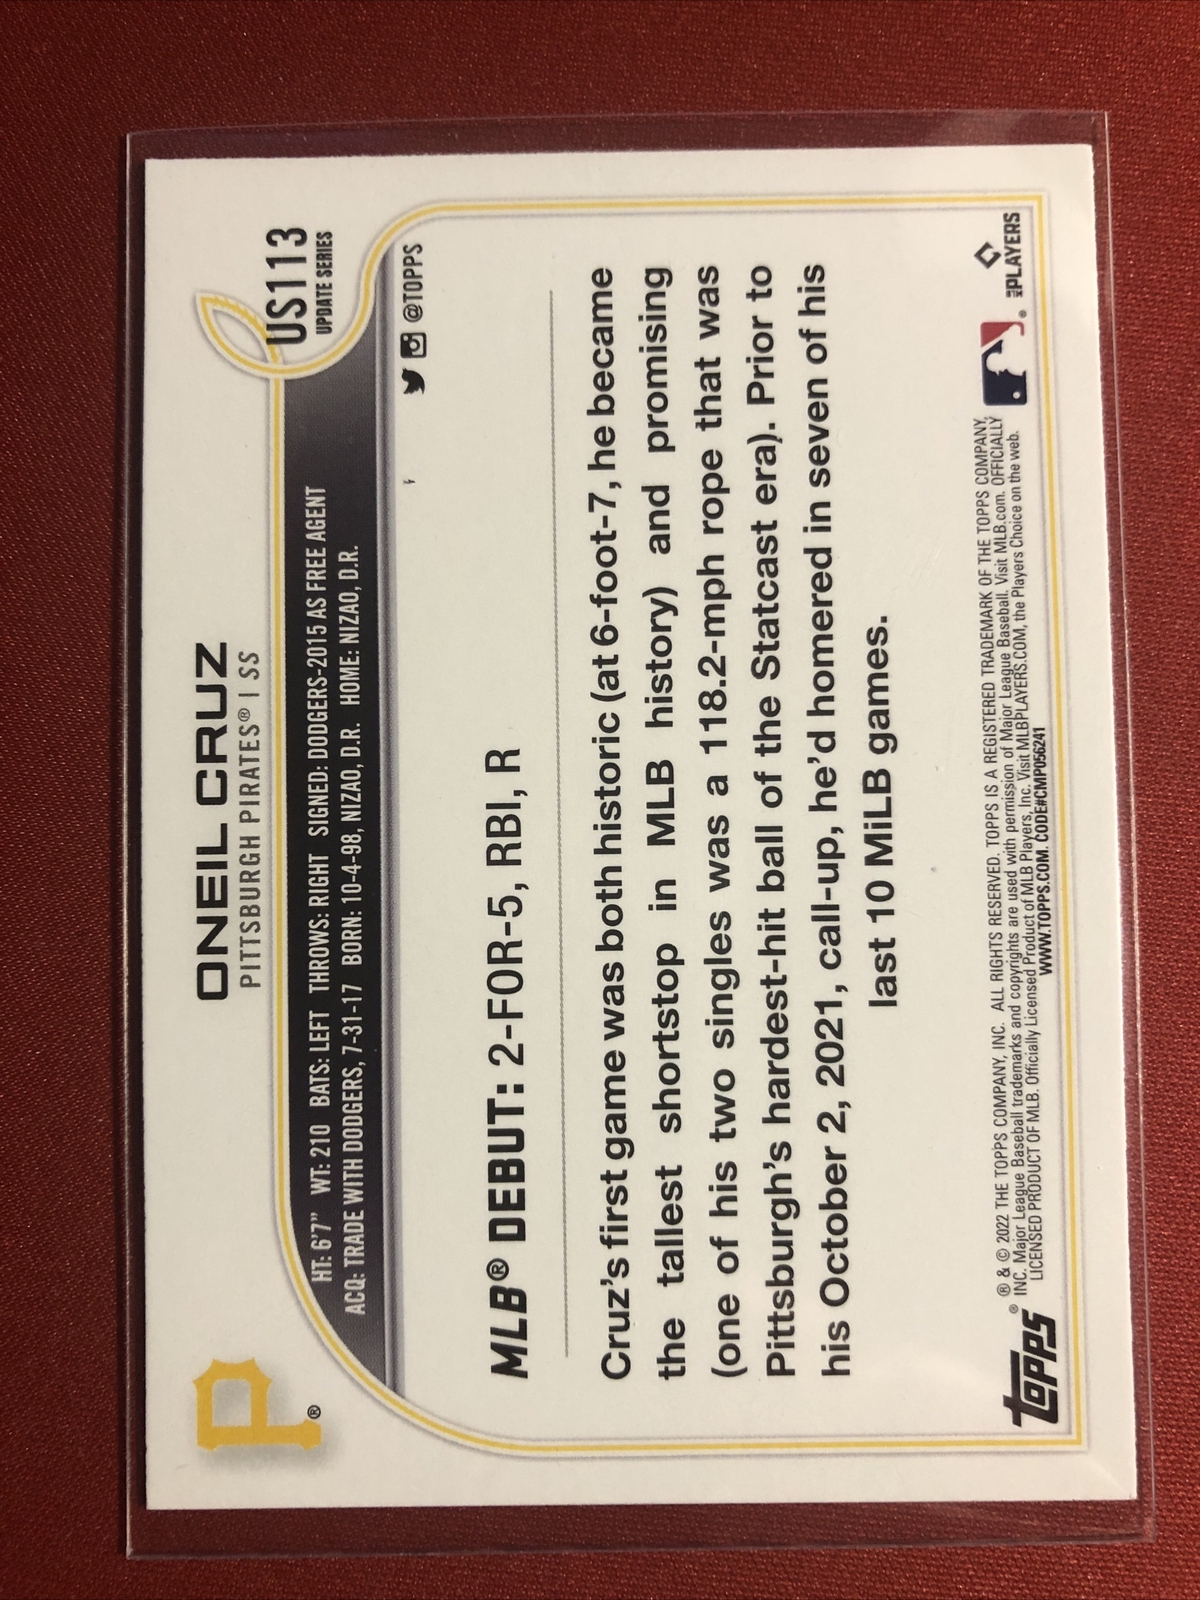 P®
ONEIL CRUZ
PITTSBURGH PIRATES® | SS
US113
UPDATE SERIES
HT: 6'7" WT: 210 BATS: LEFT THROWS: RIGHT SIGNED: DODGERS-2015 AS FREE AGENT
ACQ: TRADE WITH DODGERS, 7-31-17 BORN: 10-4-98, NIZAO, D.R. HOME: NIZAO, D.R.
@TOPPS
MLB® DEBUT: 2-FOR-5, RBI, R
Cruz's first game was both historic (at 6-foot-7, he became
the tallest shortstop in MLB history) and promising
(one of his two singles was a 118.2-mph rope that was
Pittsburgh's hardest-hit ball of the Statcast era). Prior to
his October 2, 2021, call-up, he'd homered in seven of his
last 10 MiLB games.
topps®
® & © 2022 THE TOPPS COMPANY, INC. ALL RIGHTS RESERVED. TOPPS IS A REGISTERED TRADEMARK OF THE TOPPS COMPANY,
INC. Major League Baseball trademarks and copyrights are used with permission of Major League Baseball. Visit MLB.com. OFFICIALLY
LICENSED PRODUCT OF MLB. Officially Licensed Product of MLB Players, Inc. Visit MLBPLAYERS.COM, the Players Choice on the web.
WWW.TOPPS.COM. CODE#CMP056241
®
MLB PLAYERS